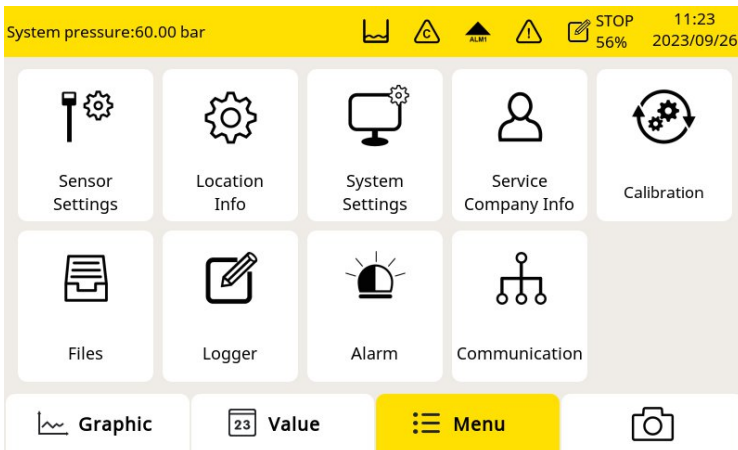 System pressure:60.00 bar
C
ALM1
STOP
56%
11:23
2023/09/26
Sensor
Settings
Location
Info
System
Settings
Service
Company Info
Calibration
Files
Logger
Alarm
Communication
Graphic
23
Value
Menu